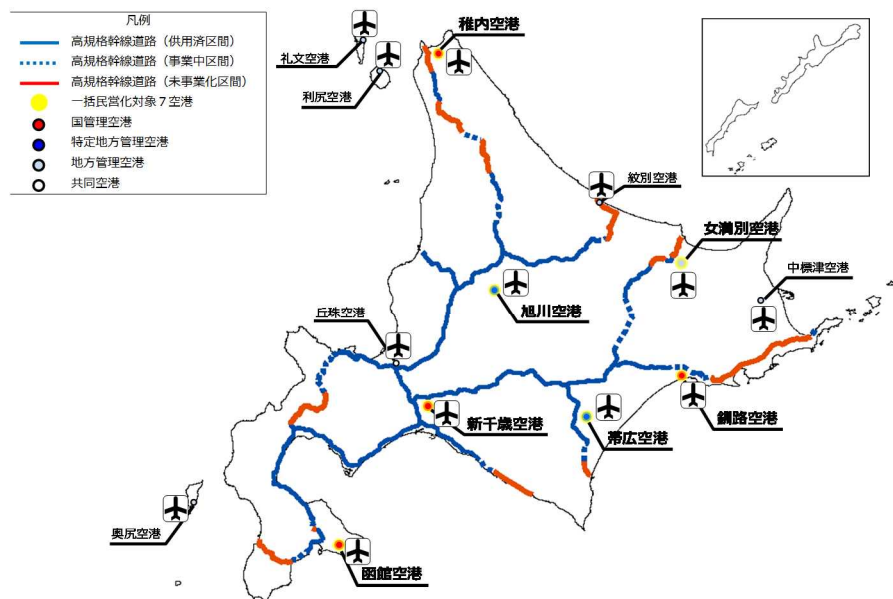 凡例
高規格幹線道路（供用済区間）
高規格幹線道路（事業中区間）
高規格幹線道路（未事業化区間）
一括民営化対象７空港
国管理空港
特定地方管理空港
地方管理空港
共同空港
稚内空港
礼文空港
利尻空港
紋別空港
女満別空港
中標津空港
旭川空港
丘珠空港
新千歳空港
帯広空港
釧路空港
奥尻空港
函館空港